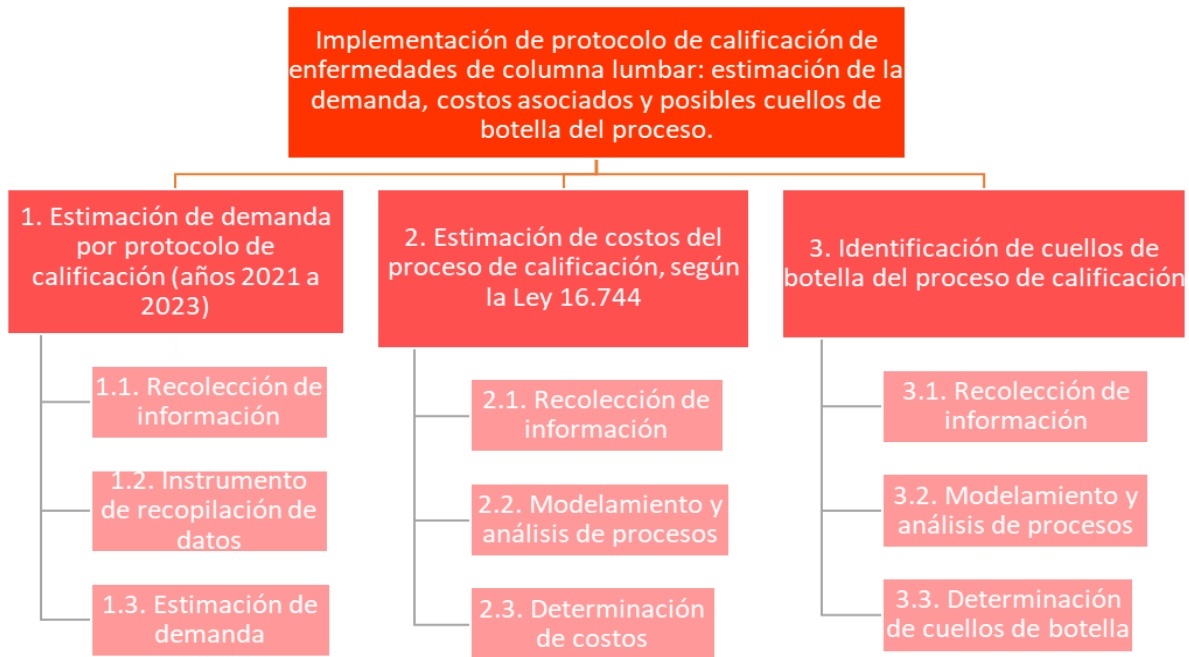 Implementación de protocolo de calificación de
enfermedades de columna lumbar: estimación de la
demanda, costos asociados y posibles cuellos de
botella del proceso.
1. Estimación de demanda
por protocolo de
calificación (años 2021 a
2023)
1.1. Recolección de
información
1.2. Instrumento
de recopilación de
datos
1.3. Estimación de
demanda
2. Estimación de costos del
proceso de calificación, según
la Ley 16.744
2.1. Recolección de
información
2.2. Modelamiento y
análisis de procesos
2.3. Determinación
de costos
3. Identificación de cuellos de
botella del proceso de calificación
3.1. Recolección de
información
3.2. Modelamiento y
análisis de procesos
3.3. Determinación
de cuellos de botella